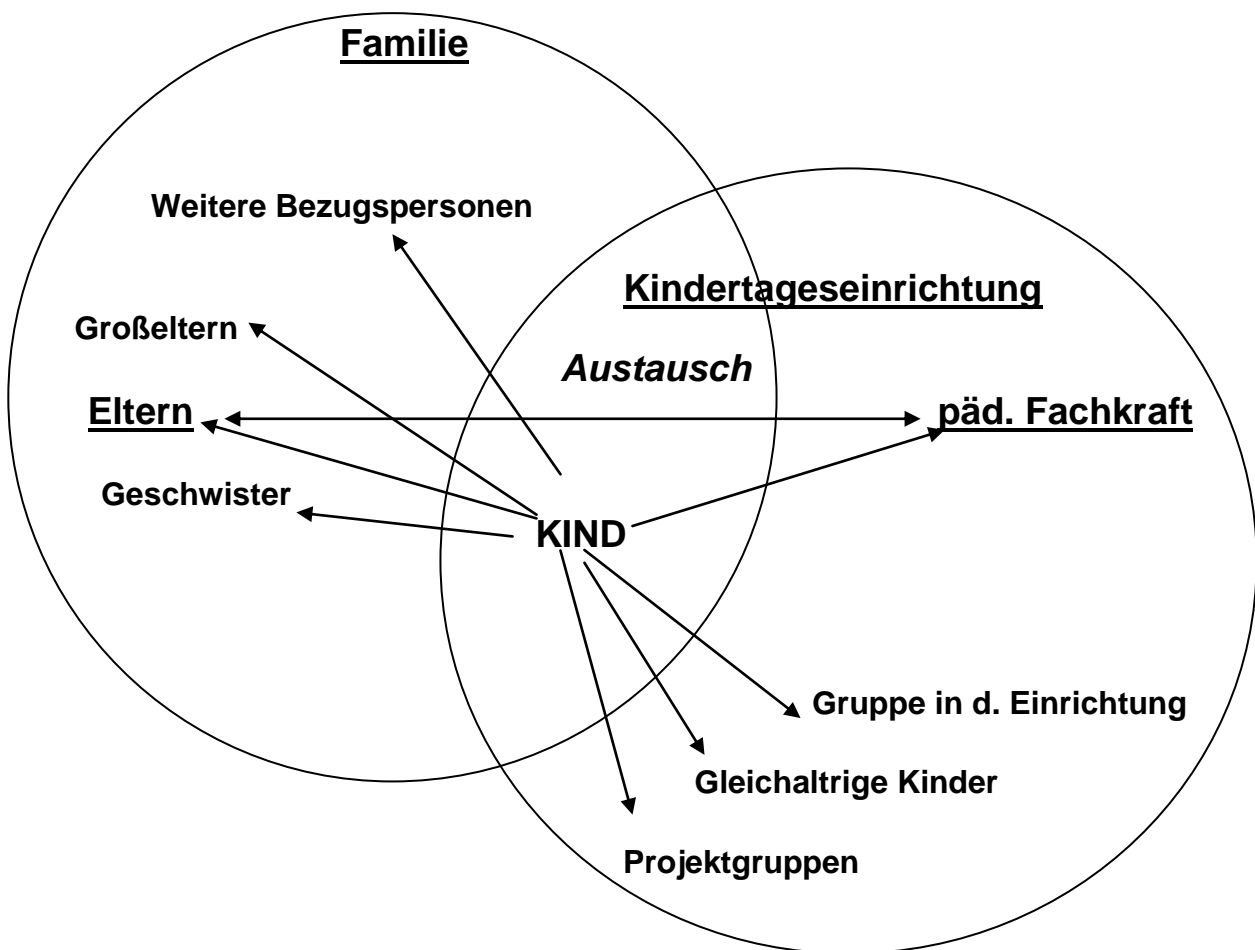 Familie
Weitere Bezugspersonen
Kindertageseinrichtung
Großeltern
Austausch
Eltern
päd. Fachkraft
Geschwister
KIND
Gruppe in d. Einrichtung
Gleichaltrige Kinder
Projektgruppen